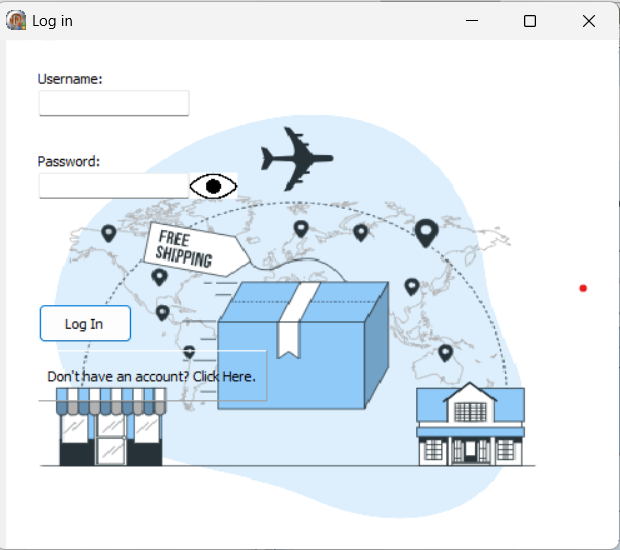 Log in
Username:
Password:
FREE
SHIPPING
Log In
Don't have an account? Click Here.